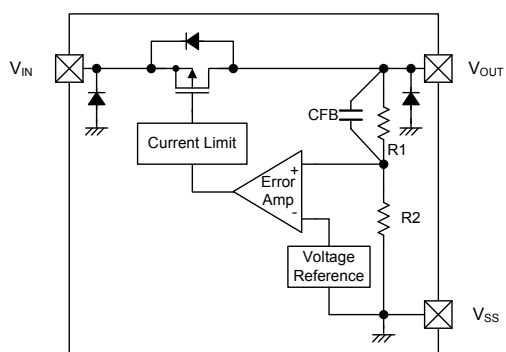 VIN
VOUT
CFB
R1
Current Limit
+
Error
Amp
-
R2
Voltage
Reference
VSS